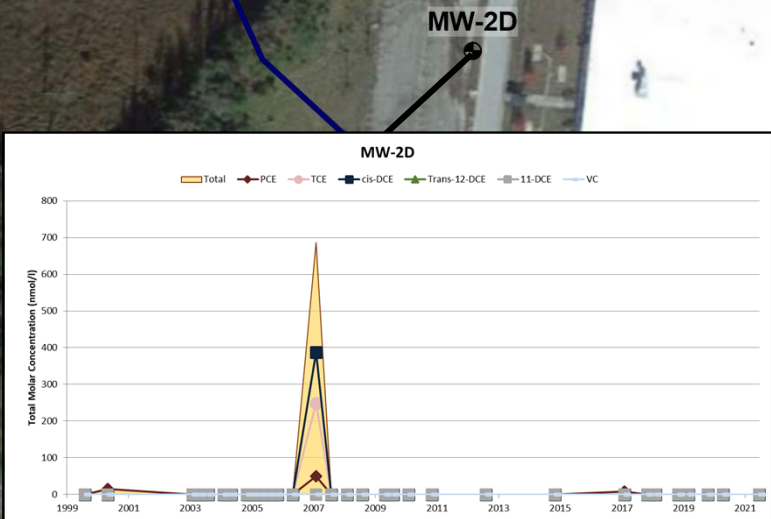 MW-2D
MW-2D
Total PCE TCE cis-DCE Trans-12-DCE 11-DCE VC
Total Molar Concentration (nmol/l)
800
700
600
500
400
300
200
100
0
1999 2001 2003 2005 2007 2009 2011 2013 2015 2017 2019 2021